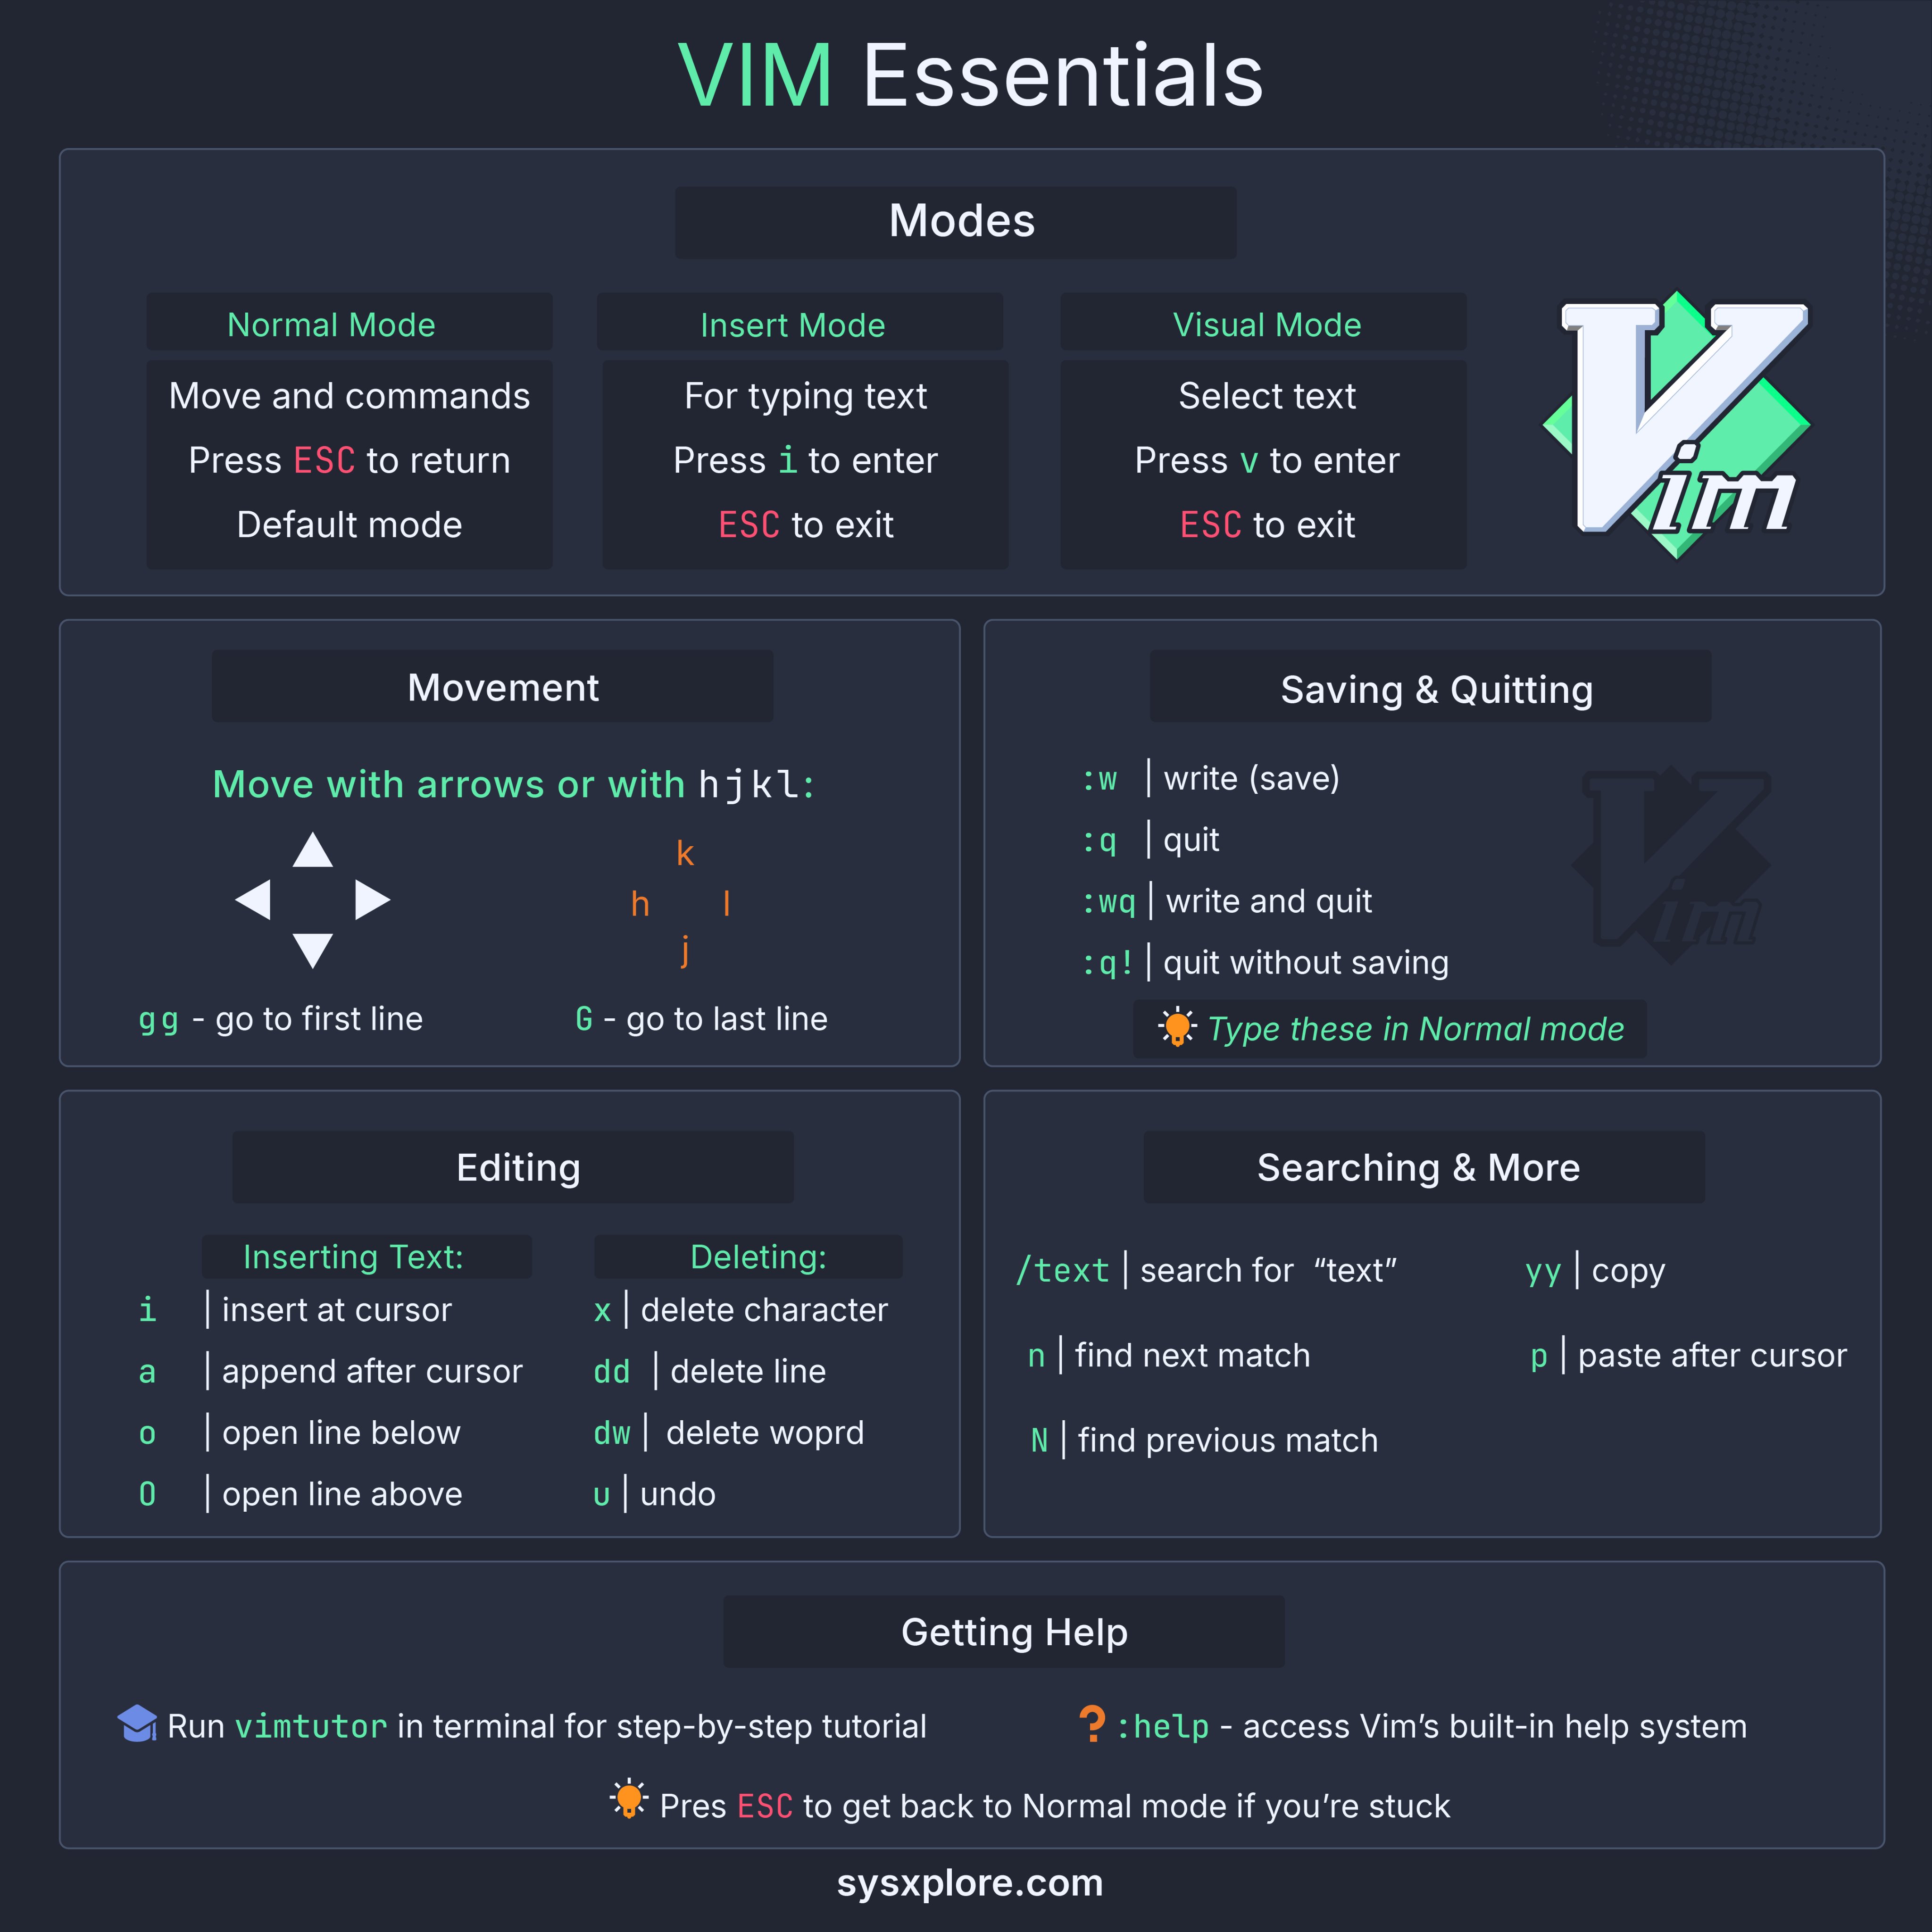 VIM Essentials
Modes
Normal Mode
Move and commands
Press ESC to return
Default mode
Insert Mode
For typing text
Press i to enter
ESC to exit
Visual Mode
Select text
Press v to enter
ESC to exit
Vim
Movement
Move with arrows or with hjkl:
k
h l
j
gg - go to first line
G - go to last line
Saving & Quitting
:w | write (save)
:q | quit
:wq | write and quit
:q! | quit without saving
Vim
Type these in Normal mode
Editing
Inserting Text:
i | insert at cursor
a | append after cursor
o | open line below
O | open line above
Deleting:
x | delete character
dd | delete line
dw | delete woprd
u | undo
Searching & More
/text | search for “text”
n | find next match
N | find previous match
yy | copy
p | paste after cursor
Getting Help
Run vimtutor in terminal for step-by-step tutorial
? :help - access Vim’s built-in help system
Pres ESC to get back to Normal mode if you’re stuck
sysxplore.com